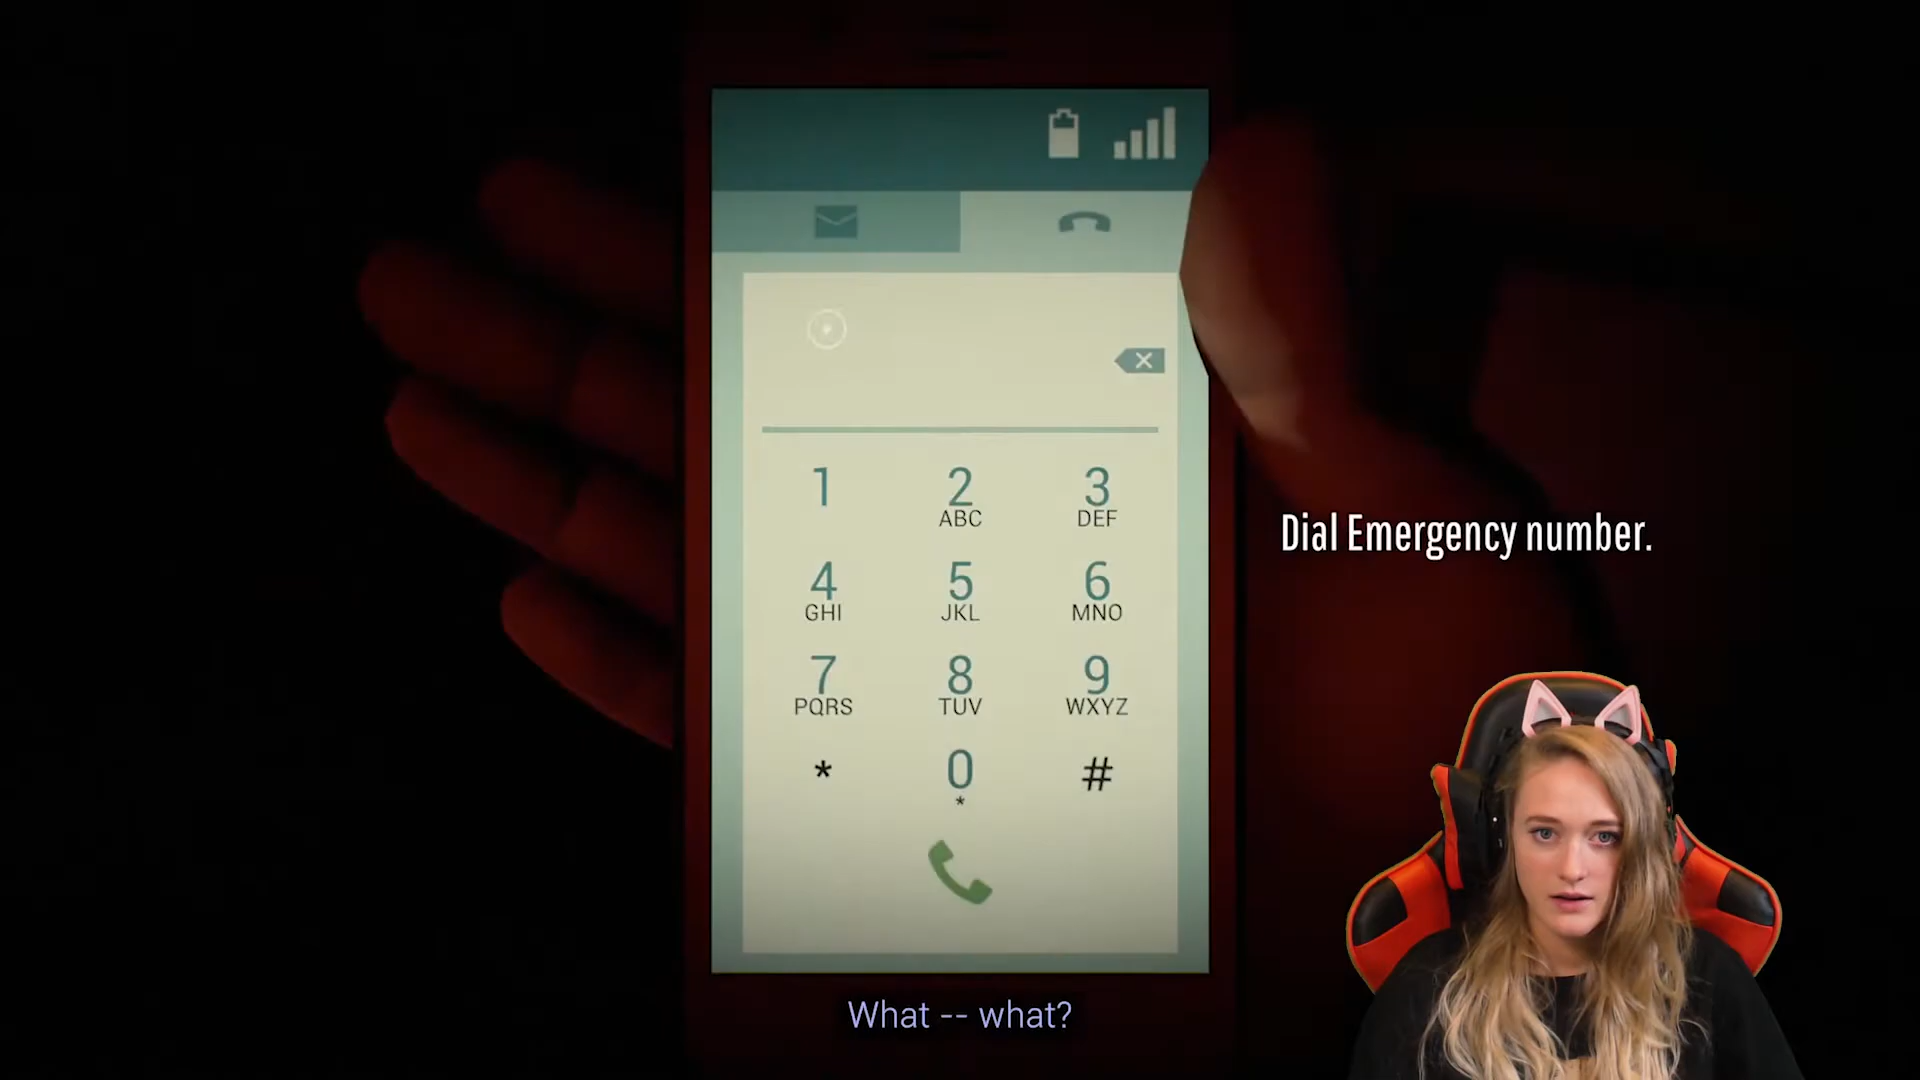 1 2 3
ABC DEF
Dial Emergency number.
4 5 6
GHI JKL MNO
7 8 9
PQRS TUV WXYZ
* 0 #
*
What -- what?